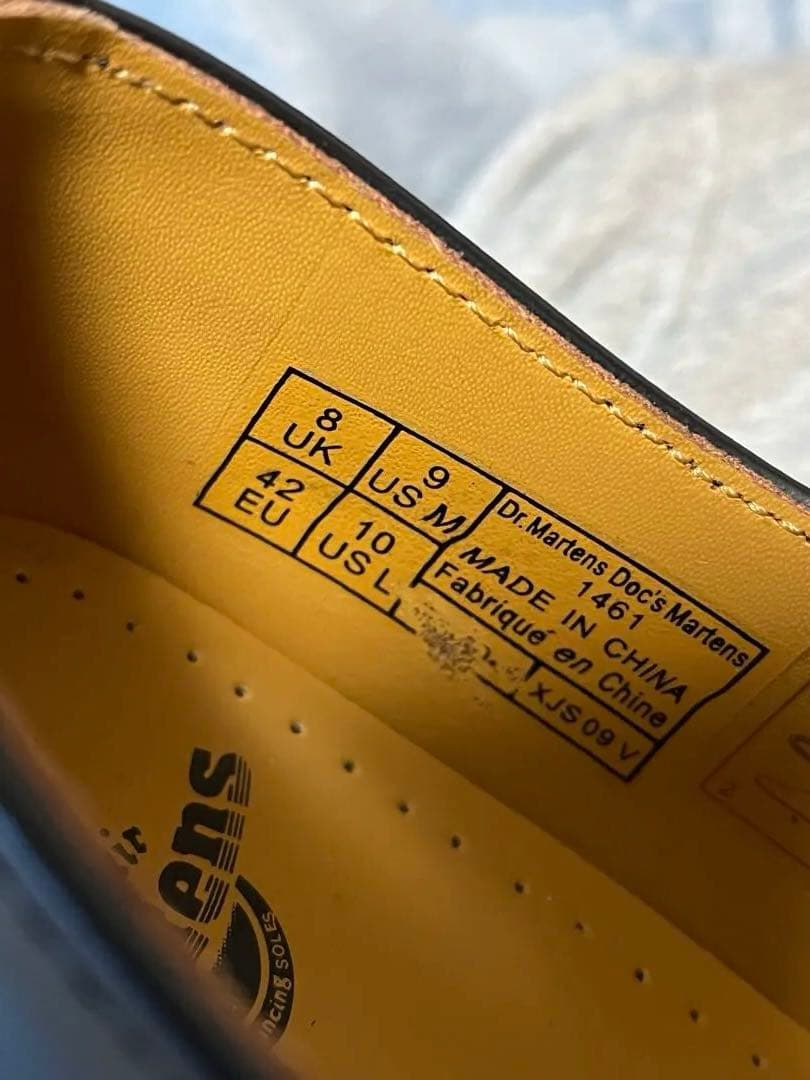 8
UK
9
US M
42
EU
10
US L
Dr. Martens Doc's Martens
1461
MADE IN CHINA
Fabriqué en Chine
XJS 09 V
SOLES